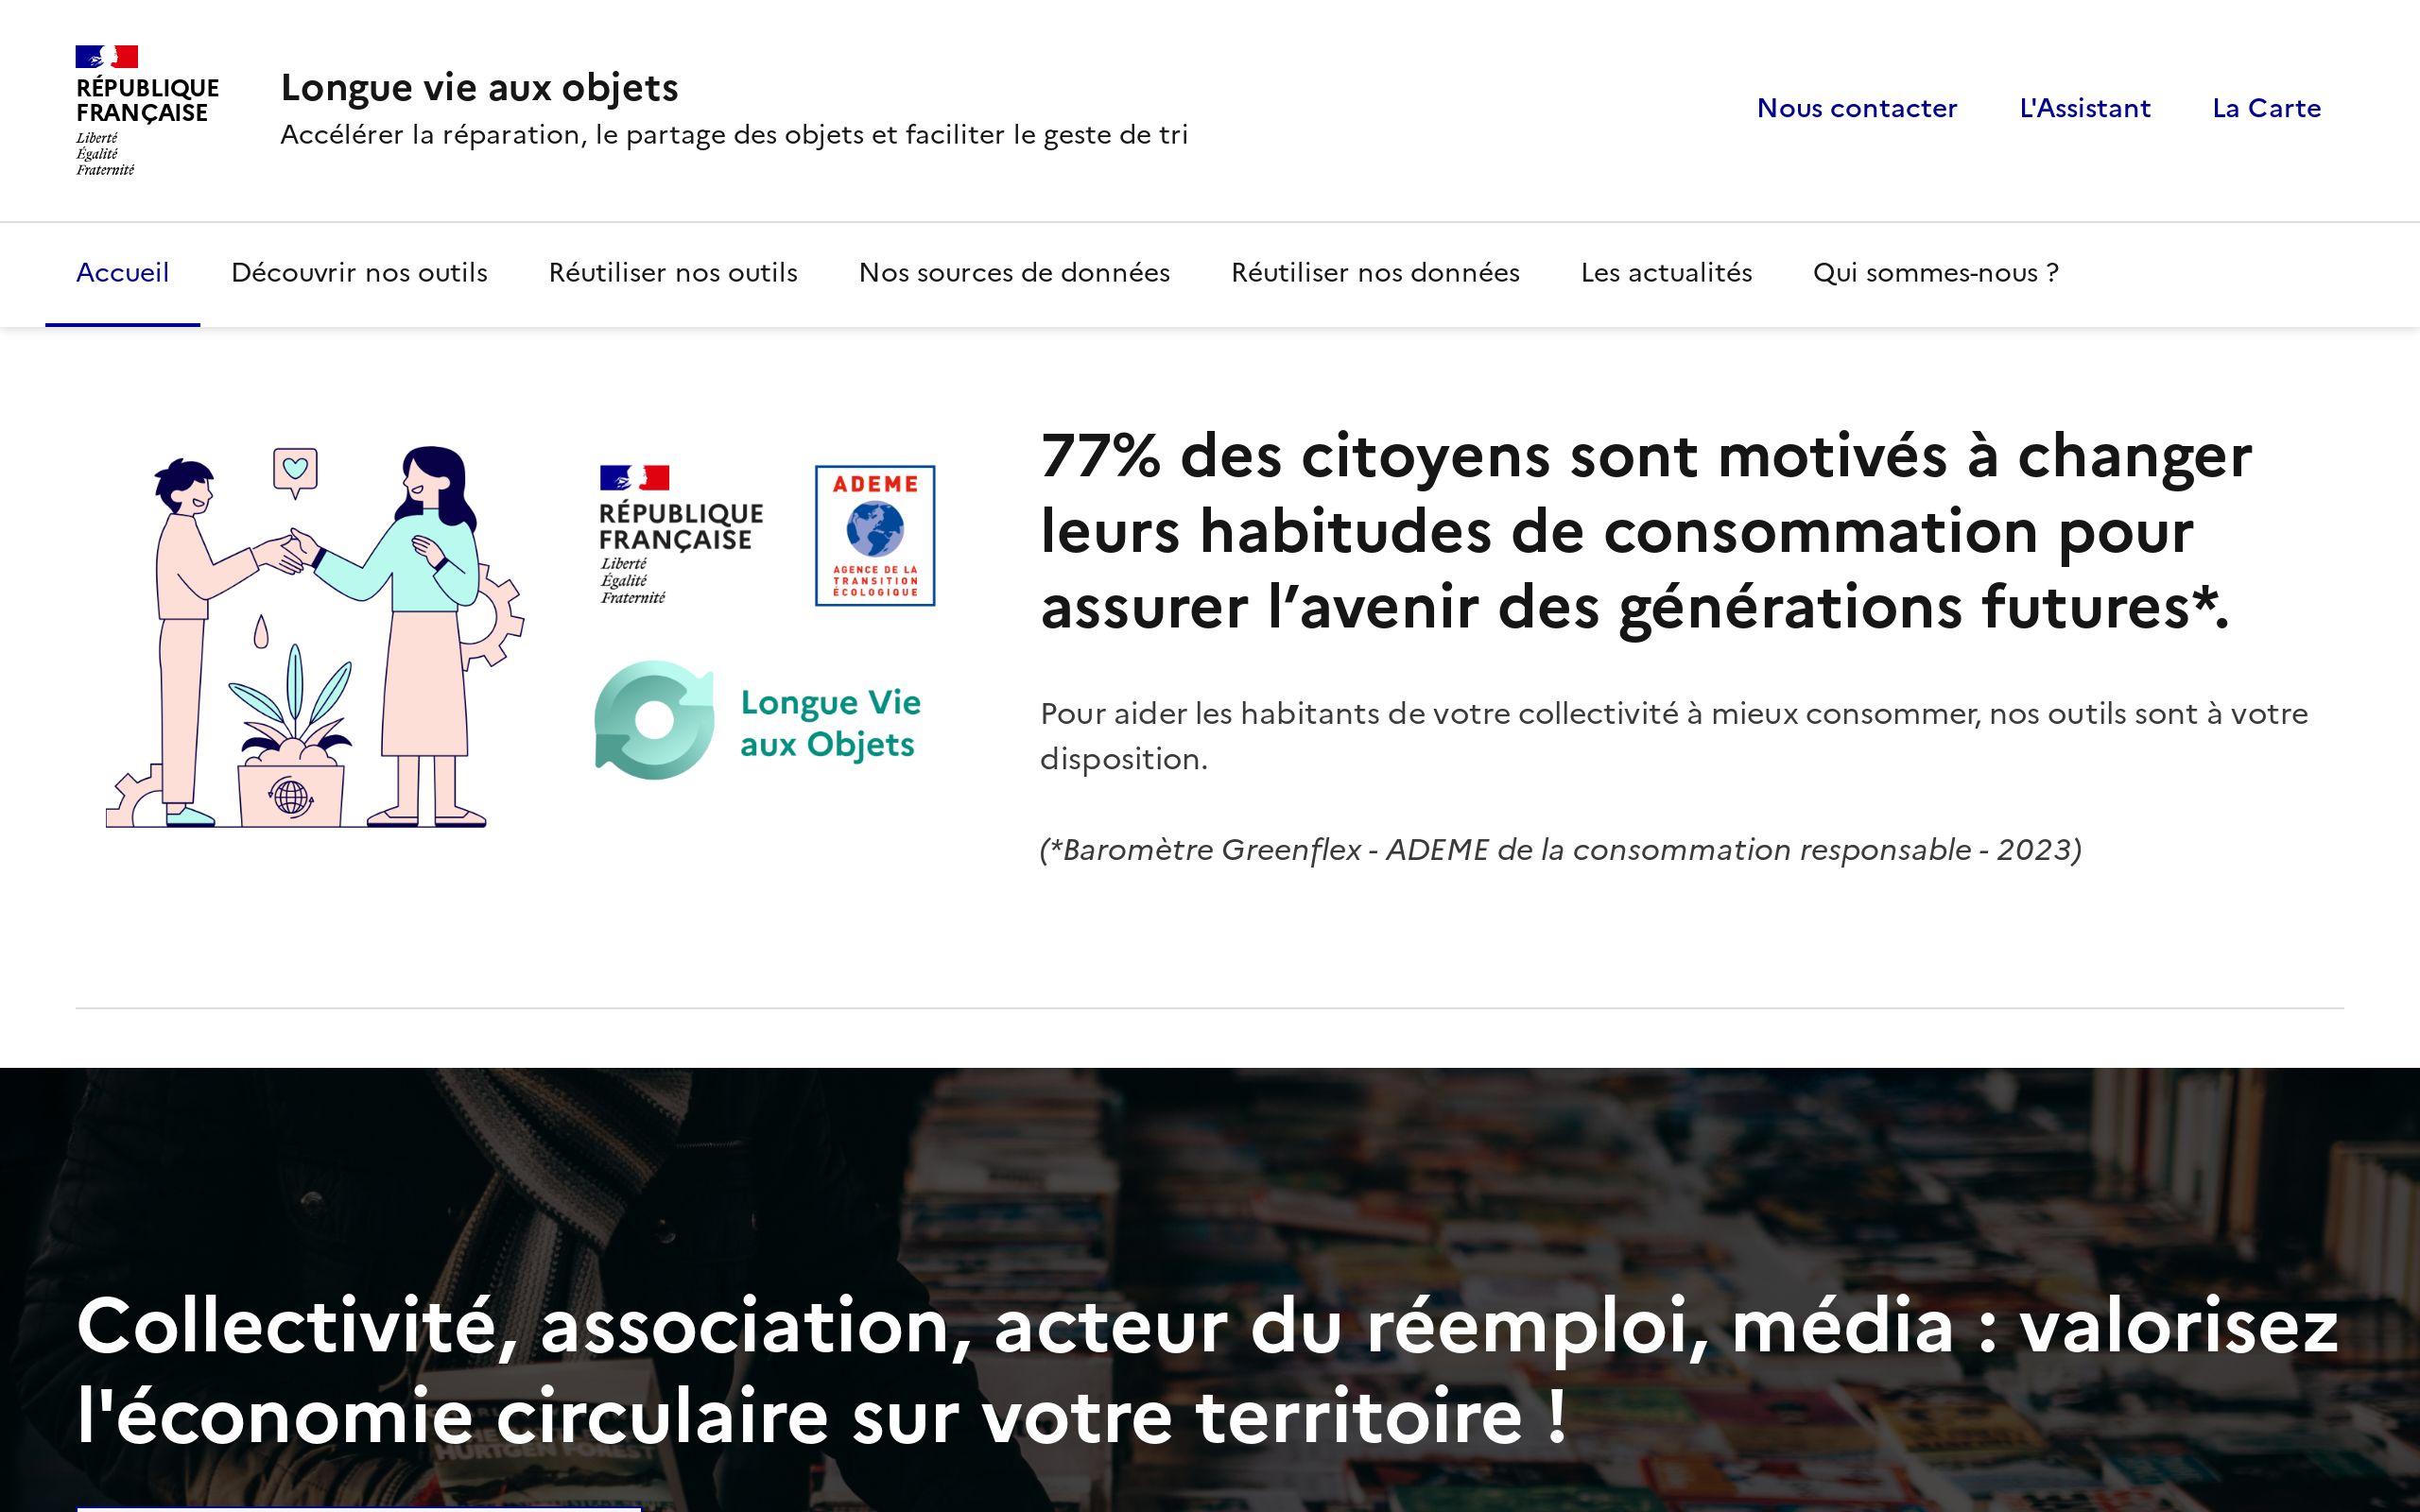 RÉPUBLIQUE
FRANÇAISE
Liberté
Égalité
Fraternité
Longue vie aux objets
Accélérer la réparation, le partage des objets et faciliter le geste de tri
Nous contacter
L'Assistant
La Carte
Accueil
Découvrir nos outils
Réutiliser nos outils
Nos sources de données
Réutiliser nos données
Les actualités
Qui sommes-nous ?
RÉPUBLIQUE
FRANÇAISE
Liberté
Égalité
Fraternité
ADEME
AGENCE DE LA
TRANSITION
ÉCOLOGIQUE
Longue Vie
aux Objets
77% des citoyens sont motivés à changer
leurs habitudes de consommation pour
assurer l’avenir des générations futures*.
Pour aider les habitants de votre collectivité à mieux consommer, nos outils sont à votre
disposition.
(*Baromètre Greenflex - ADEME de la consommation responsable - 2023)
Collectivité, association, acteur du réemploi, média : valorisez
l'économie circulaire sur votre territoire !